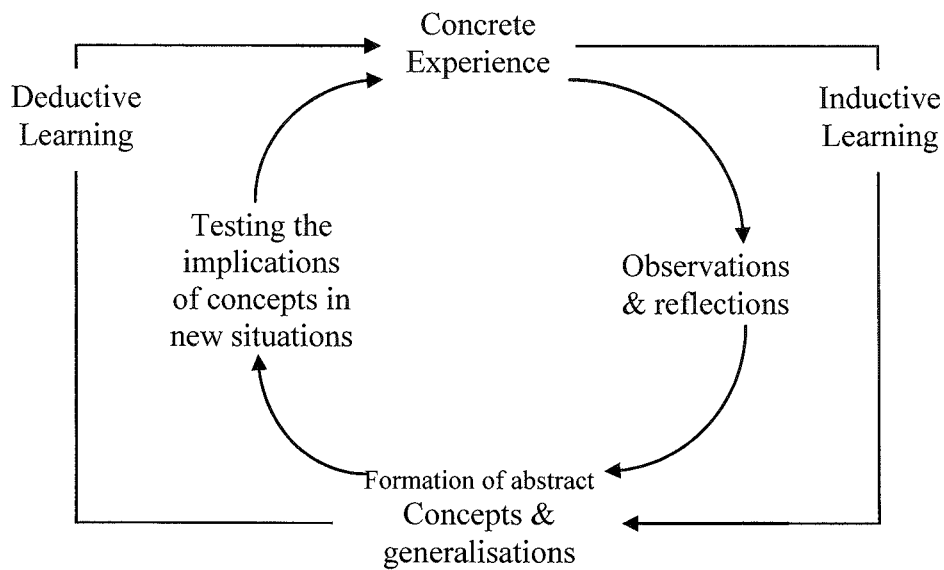 Concrete
Experience
Deductive
Learning
Inductive
Learning
Testing the
implications
of concepts in
new situations
Observations
& reflections
Formation of abstract
Concepts &
generalisations